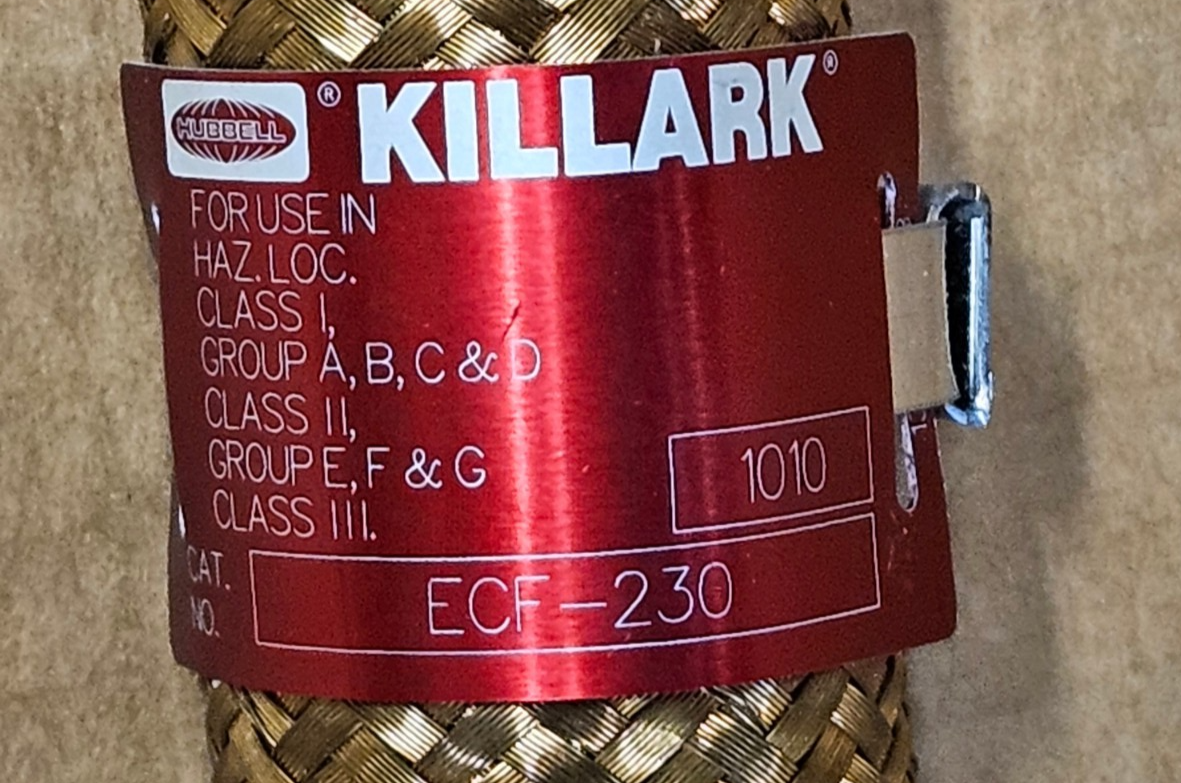 HUBBELL ® KILLARK ®
FOR USE IN
HAZ. LOC.
CLASS I,
GROUP A, B, C & D
CLASS II,
GROUP E, F & G
CLASS III.
1010
CAT. NO. ECF-230